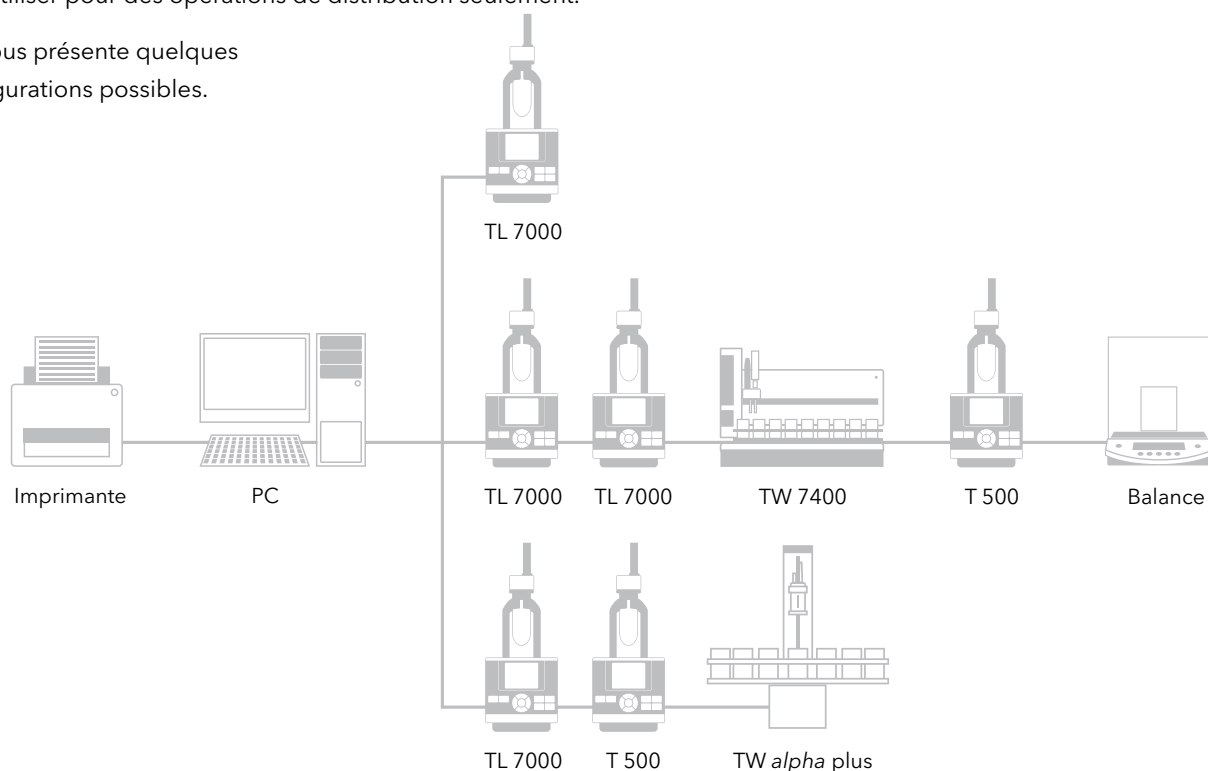 utiliser pour des opérations de distribution seulement.
ous présente quelques
gurations possibles.
TL 7000
Imprimante PC TL 7000 TL 7000 TW 7400 T 500 Balance
TL 7000 T 500 TW alpha plus